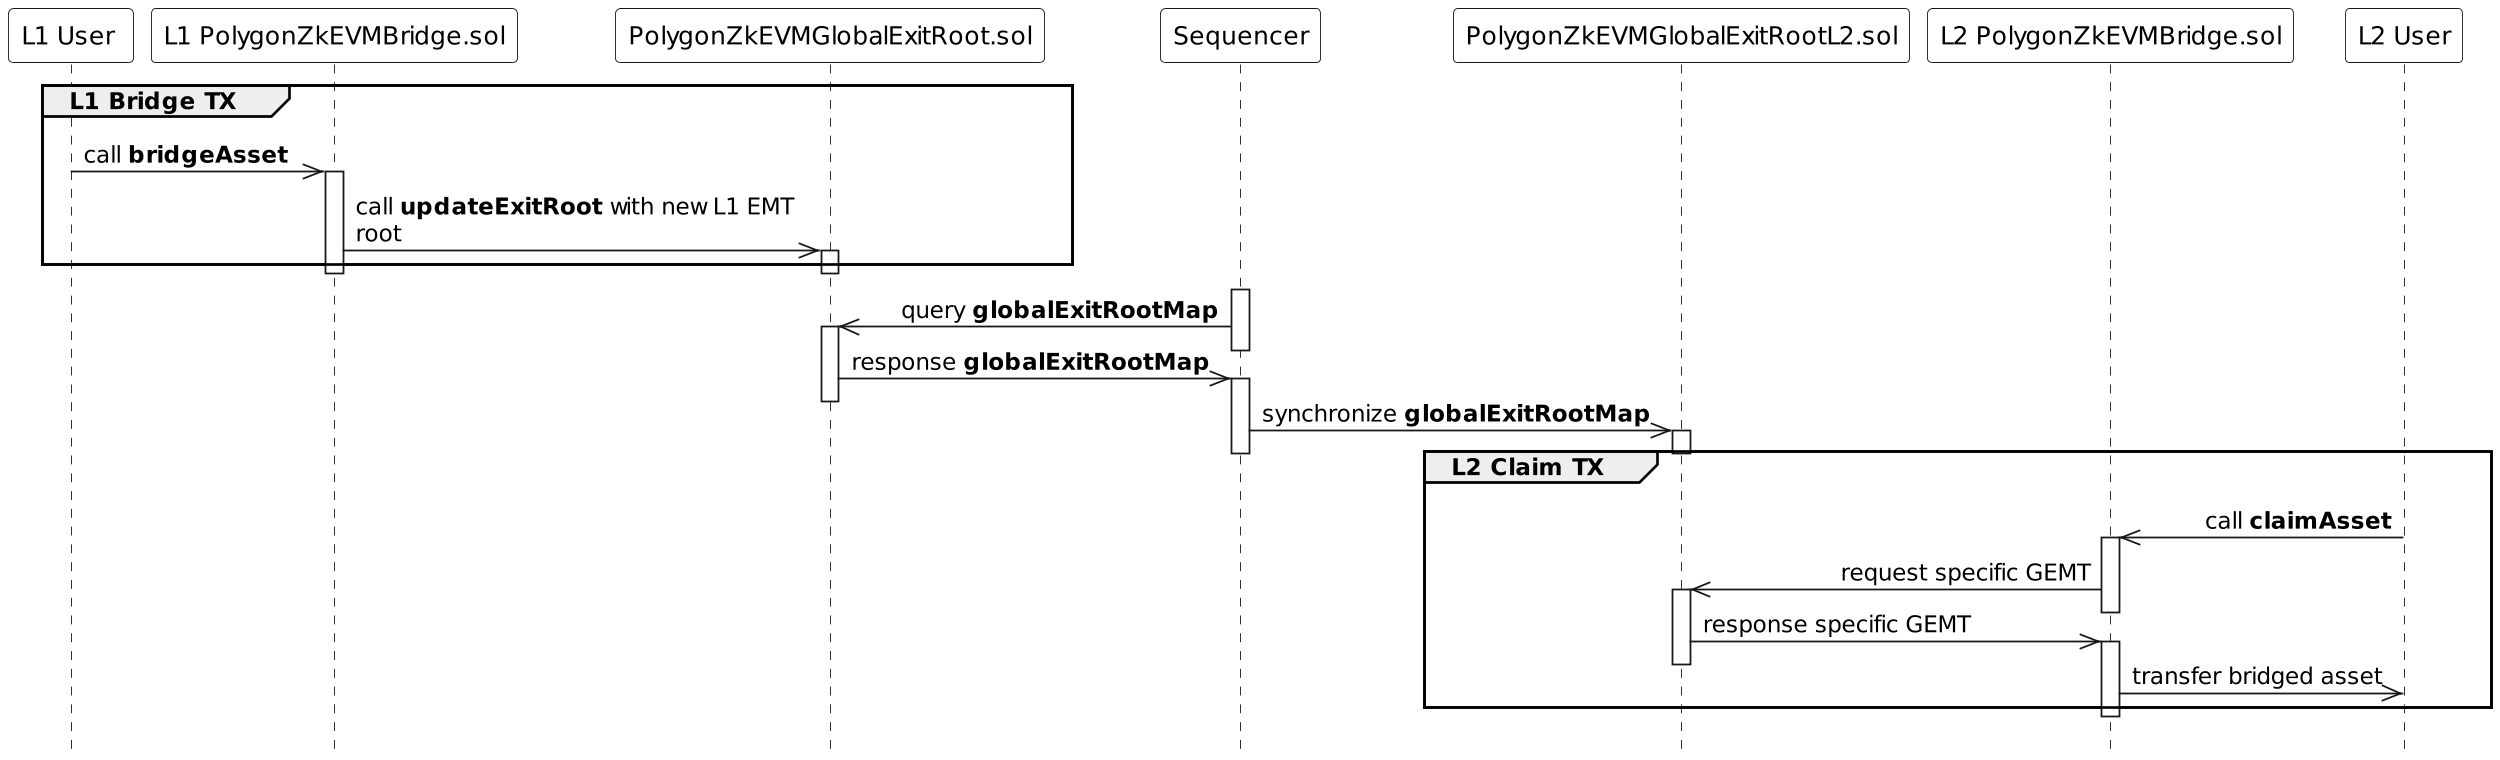 L1 User
L1 PolygonZkEVMBridge.sol
PolygonZkEVMGlobalExitRoot.sol
Sequencer
PolygonZkEVMGlobalExitRootL2.sol
L2 PolygonZkEVMBridge.sol
L2 User
L1 Bridge TX
call bridgeAsset
call updateExitRoot with new L1 EMT
root
query globalExitRootMap
response globalExitRootMap
synchronize globalExitRootMap
L2 Claim TX
call claimAsset
request specific GEMT
response specific GEMT
transfer bridged asset